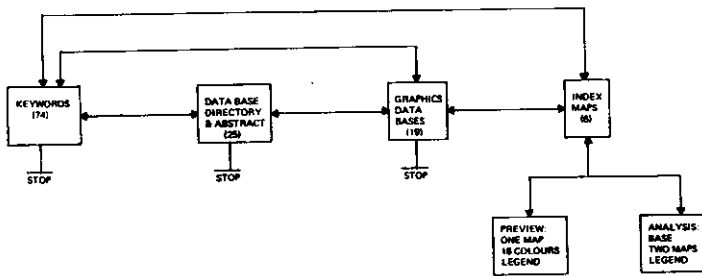 KEYWORDS
(74)
DATA BASE
DIRECTORY
& ABSTRACT
(25)
GRAPHICS
DATA
BASES
(19)
INDEX
MAPS
(6)
STOP
STOP
STOP
PREVIEW:
ONE MAP
16 COLOURS
LEGEND
ANALYSIS:
BASE
TWO MAPS
LEGEND